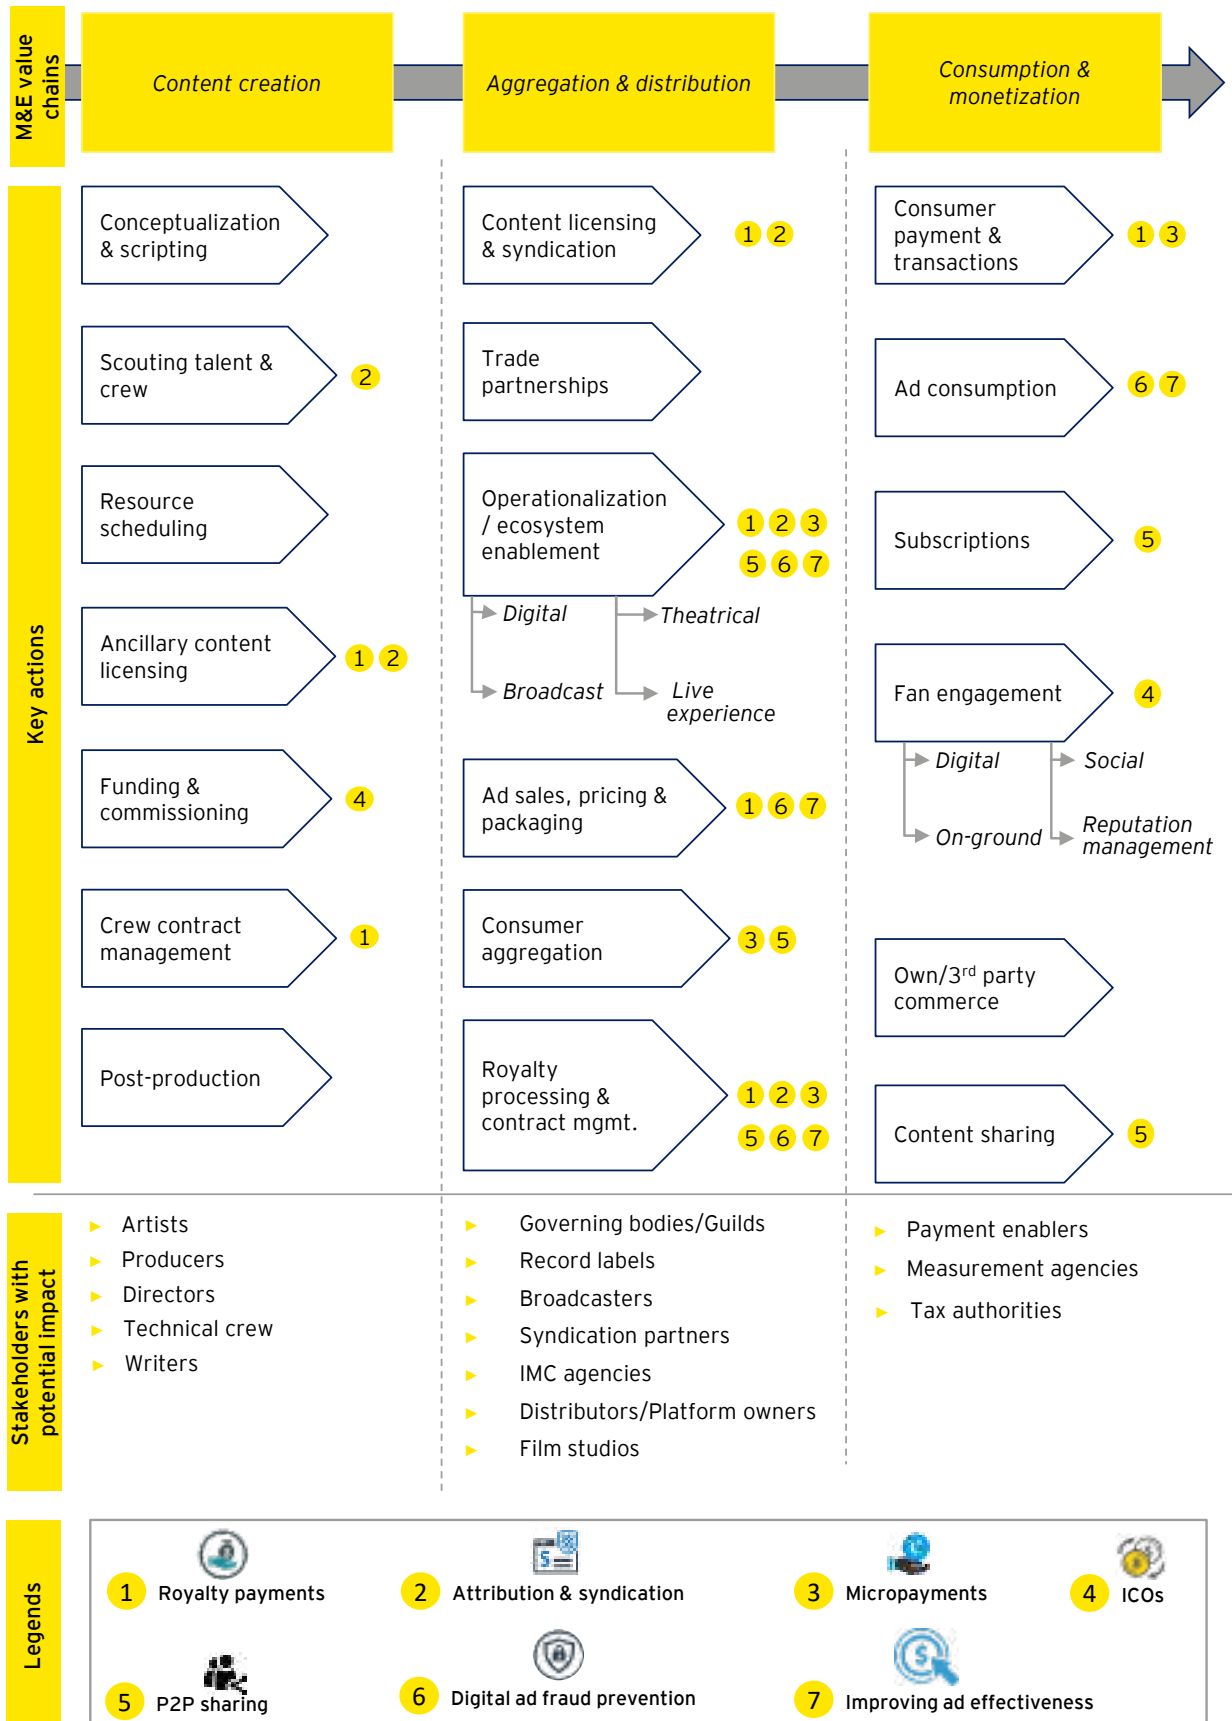 M&E value
chains
Content creation
Aggregation & distribution
Consumption &
monetization
Key actions
Conceptualization
& scripting
Scouting talent &
crew
2
Resource
scheduling
Ancillary content
licensing
1 2
Funding &
commissioning
4
Crew contract
management
1
Post-production
Content licensing
& syndication
1 2
Trade
partnerships
Operationalization
/ ecosystem
enablement
1 2 3
5 6 7
Digital
Theatrical
Broadcast
Live
experience
Ad sales, pricing &
packaging
1 6 7
Consumer
aggregation
3 5
Royalty
processing &
contract mgmt.
1 2 3
5 6 7
Consumer
payment &
transactions
1 3
Ad consumption
6 7
Subscriptions
5
Fan engagement
4
Digital
Social
On-ground
Reputation
management
Own/3rd party
commerce
Content sharing
5
Stakeholders with
potential impact
Artists
Producers
Directors
Technical crew
Writers
Governing bodies/Guilds
Record labels
Broadcasters
Syndication partners
IMC agencies
Distributors/Platform owners
Film studios
Payment enablers
Measurement agencies
Tax authorities
Legends
1 Royalty payments
2 Attribution & syndication
3 Micropayments
4 ICOs
5 P2P sharing
6 Digital ad fraud prevention
7 Improving ad effectiveness